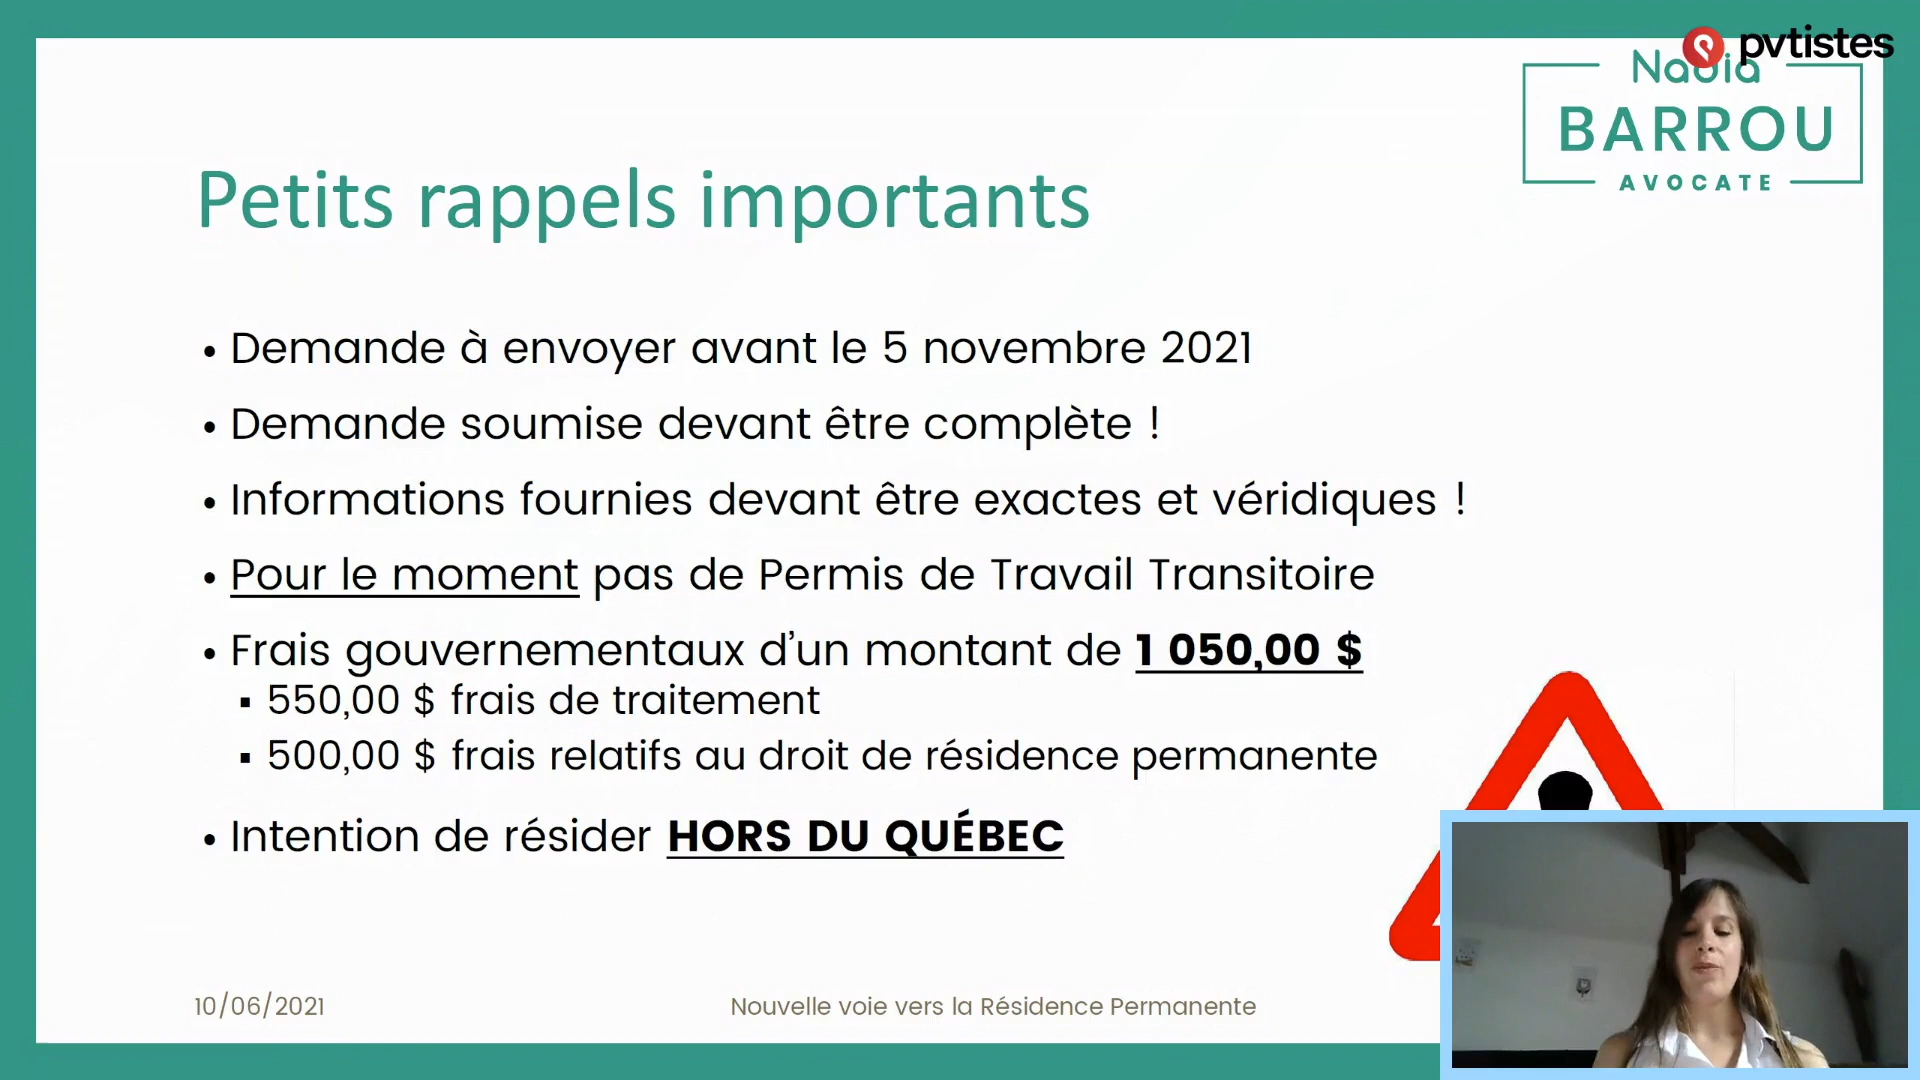 pvtistes
Nadia
BARROU
AVOCATE
Petits rappels importants
• Demande à envoyer avant le 5 novembre 2021
• Demande soumise devant être complète !
• Informations fournies devant être exactes et véridiques !
• Pour le moment pas de Permis de Travail Transitoire
• Frais gouvernementaux d’un montant de 1 050,00 $
▪ 550,00 $ frais de traitement
▪ 500,00 $ frais relatifs au droit de résidence permanente
• Intention de résider HORS DU QUÉBEC
10/06/2021
Nouvelle voie vers la Résidence Permanente